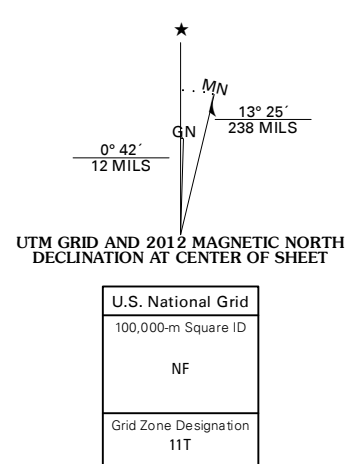 ★
MN
GN
13° 25´
238 MILS
0° 42´
12 MILS
UTM GRID AND 2012 MAGNETIC NORTH
DECLINATION AT CENTER OF SHEET
U.S. National Grid
100,000-m Square ID
NF
Grid Zone Designation
11T